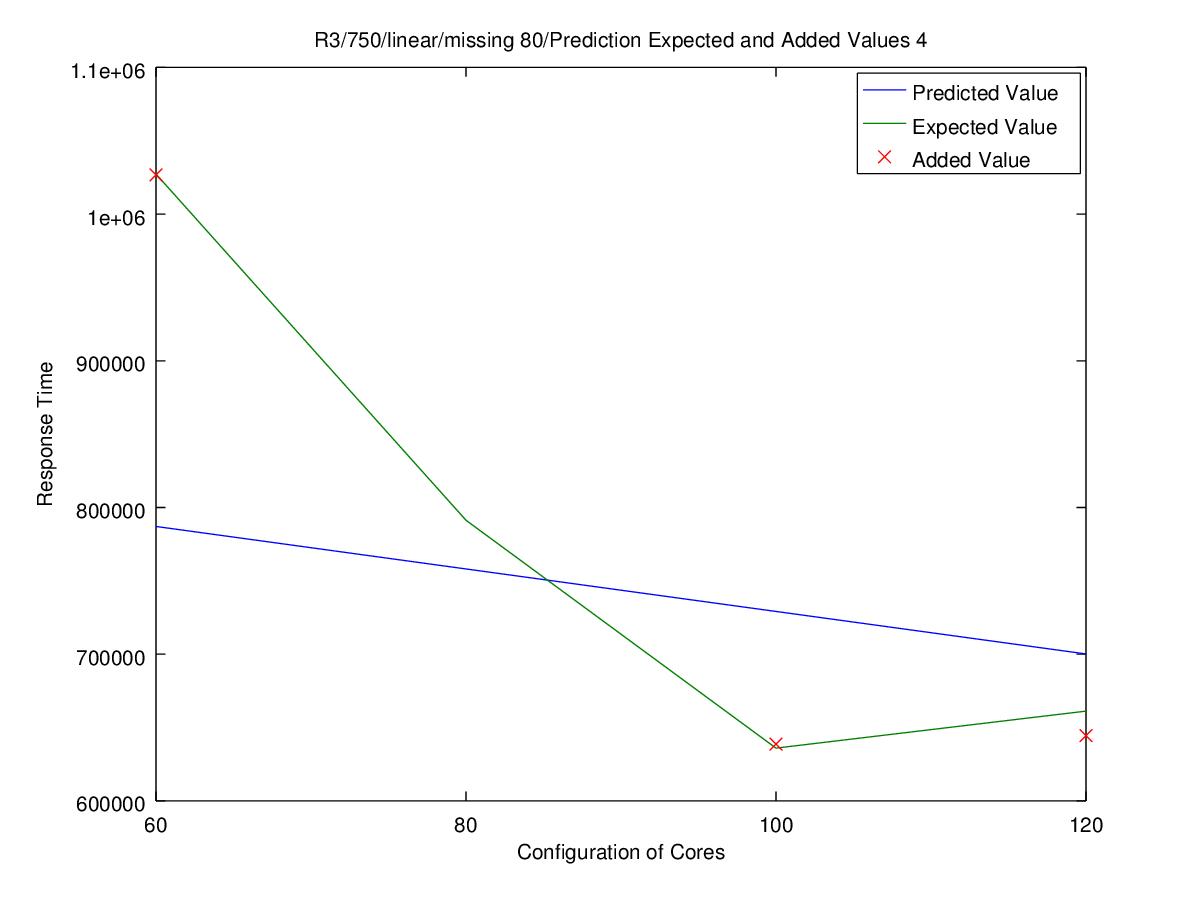 R3/750/linear/missing 80/Prediction Expected and Added Values 4
1.1e+06
1e+06
900000
800000
700000
600000
60
80
100
120
Response Time
Configuration of Cores
Predicted Value
Expected Value
Added Value